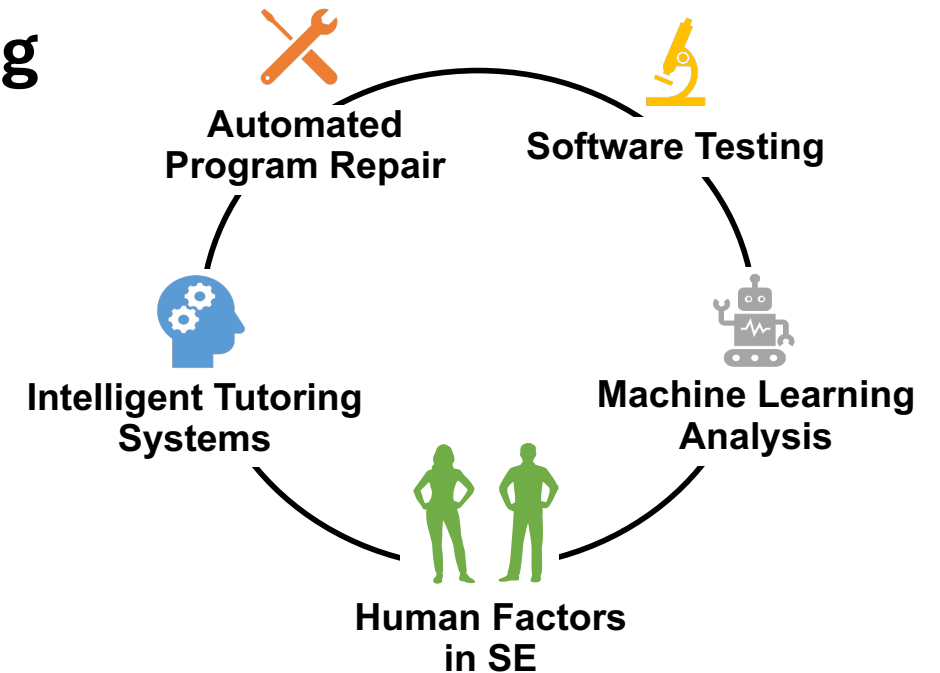 g
Automated
Program Repair
Software Testing
Intelligent Tutoring
Systems
Machine Learning
Analysis
Human Factors
in SE